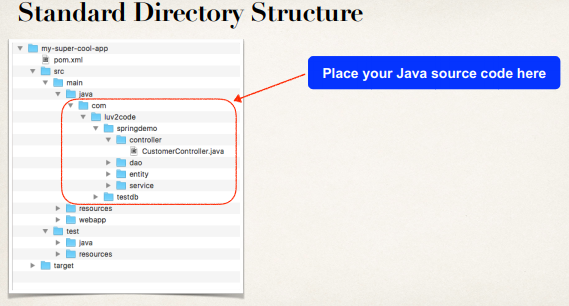 Standard Directory Structure
my-super-cool-app
pom.xml
src
main
java
com
luv2code
springdemo
controller
CustomerController.java
dao
entity
service
testdb
resources
webapp
test
java
resources
target
Place your Java source code here